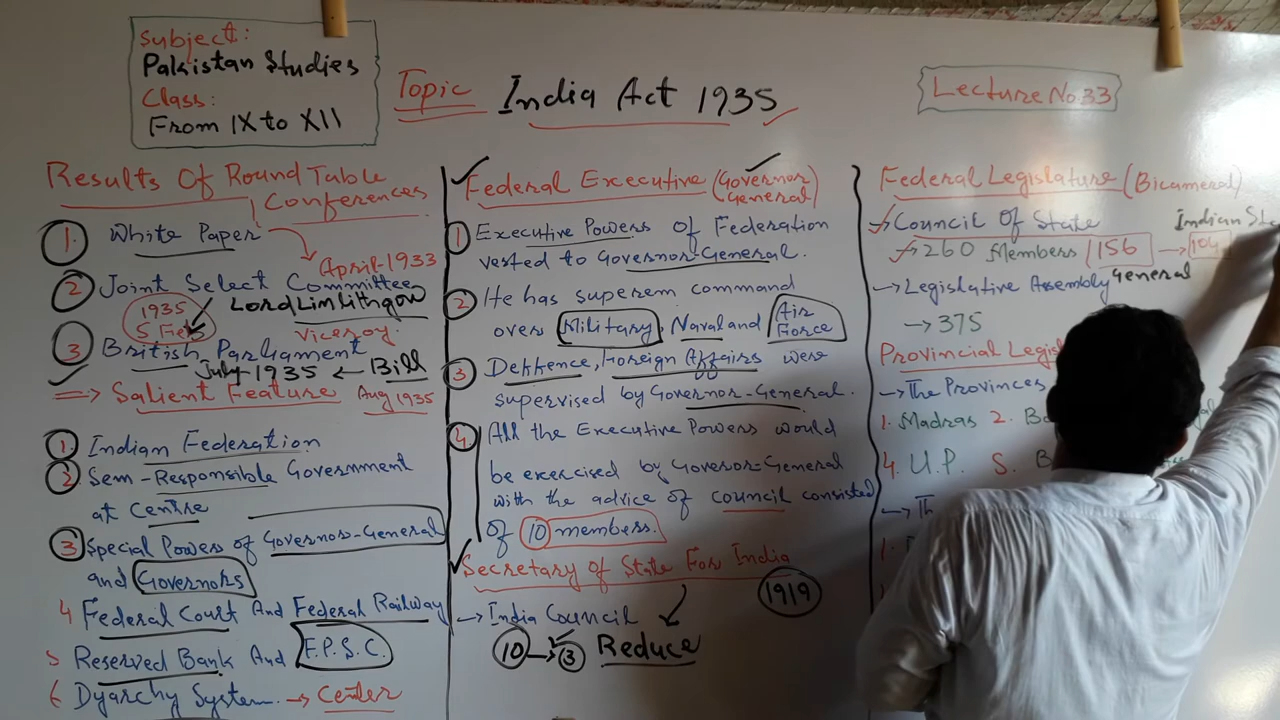 Subject:
Pakistan Studies
Class:
From IX to XII
Topic India Act 1935
Lecture No.33
Results Of Round Table
Conferences
1. White Paper
April-1933
2 Joint Select Committee
1935
5 Feb
Lord Linlithgow
Viceroy.
3 British Parliament
July-1935 ← Bill
⇒ Salient Feature Aug 1935
1 Indian Federation
2 Sem-Responsible Government
at Centre
3 Special Powers of Governors-General
and Governors
4 Federal Court And Federal Railway
5 Reserved Bank And F.P.S.C.
6 Dyarchy System → Center
Federal Executive (Governor
General)
1 Executive Powers of Federation
vested to Governor-General.
2 He has superem command
overs Military, Naval and Air
Force
3 Deffence, Foreign Affairs were
supervised by Governor-General.
4 All the Executive Powers would
be exercised by Governor-General
with the advice of council consisted
of 10 members.
Secretary of State For India
1919
→ India Council
10 → 3 Reduce
Federal Legislature (Bicameral)
Council Of State
Indian
→ 260 Members 156 → 104
→ Legislative Assembly General
→ 375
Provincial
→ The Provinces
1. Madras 2.
4. U.P. 5.